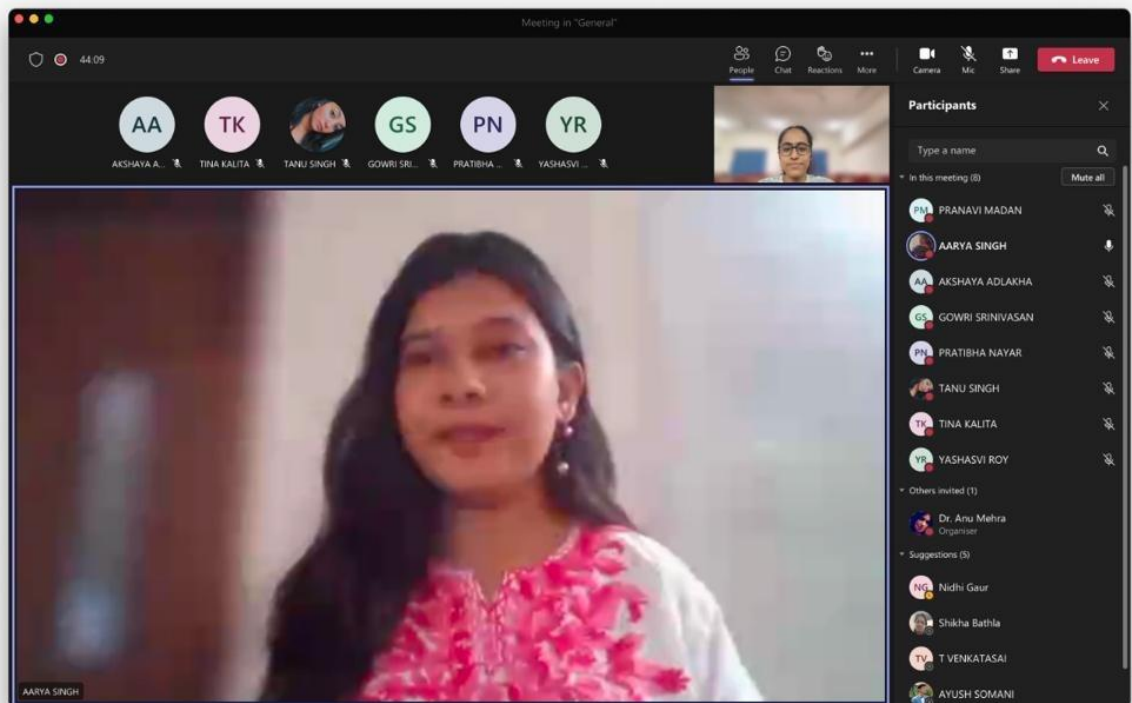 Meeting in "General"
44:09
People
Chat
Reactions
More
Camera
Mic
Share
Leave
AA
TK
GS
PN
YR
AKSHAYA A...
TINA KALITA
TANU SINGH
GOWRI SRI...
PRATIBHA ...
YASHASVI ...
AARYA SINGH
Participants
Type a name
In this meeting (8)
Mute all
PM PRANAVI MADAN
AARYA SINGH
AA AKSHAYA ADLAKHA
GS GOWRI SRINIVASAN
PN PRATIBHA NAYAR
TANU SINGH
TK TINA KALITA
YR YASHASVI ROY
Others invited (1)
Dr. Anu Mehra
Organiser
Suggestions (5)
NG Nidhi Gaur
Shikha Bathla
TV T VENKATASAI
AYUSH SOMANI